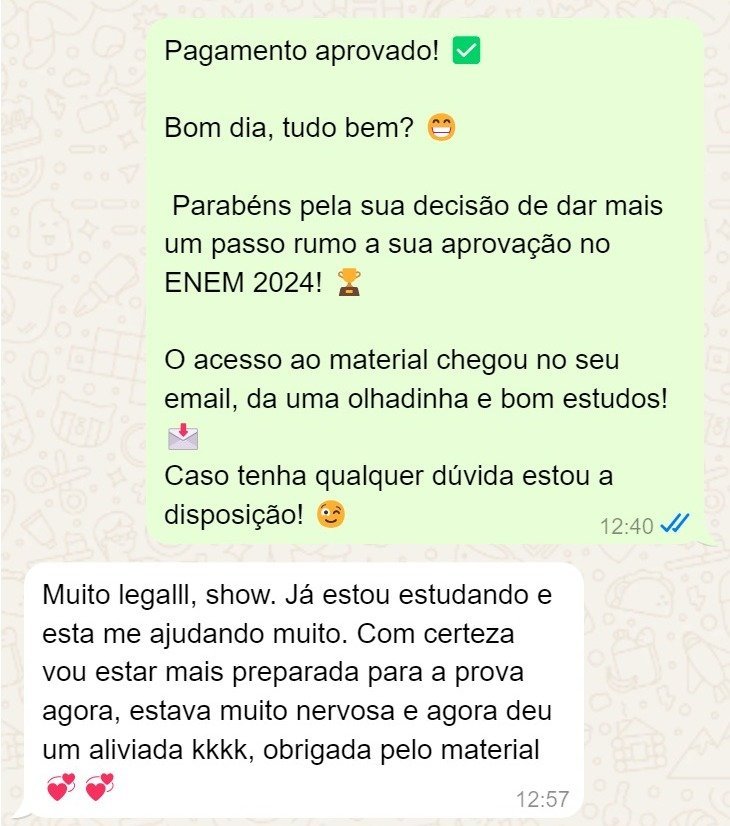 Pagamento aprovado! ✅
Bom dia, tudo bem? 😁
Parabéns pela sua decisão de dar mais
um passo rumo a sua aprovação no
ENEM 2024! 🏆
O acesso ao material chegou no seu
email, da uma olhadinha e bom estudos!
📩
Caso tenha qualquer dúvida estou a
disposição! 😉
12:40
Muito legalll, show. Já estou estudando e
esta me ajudando muito. Com certeza
vou estar mais preparada para a prova
agora, estava muito nervosa e agora deu
um aliviada kkkk, obrigada pelo material
💞 💞
12:57